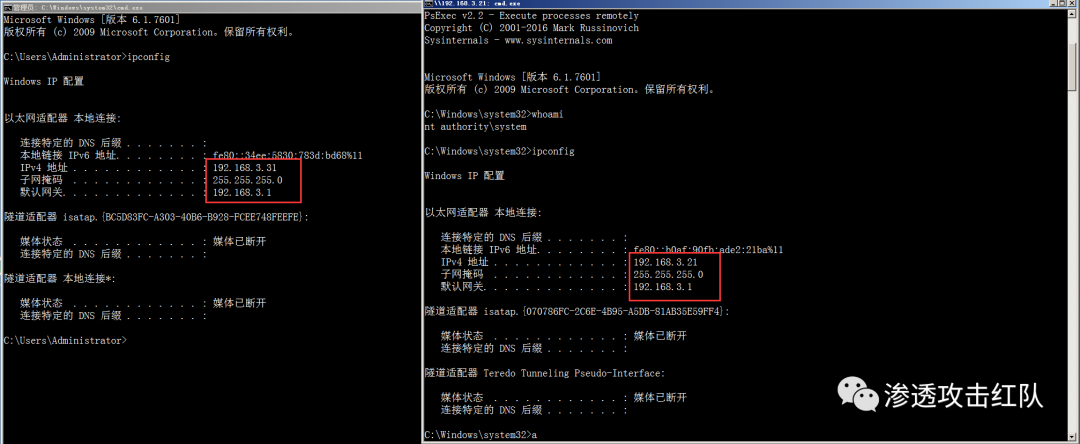 管理员: C:\Windows\system32\cmd.exe
Microsoft Windows [版本 6.1.7601]
版权所有 (c) 2009 Microsoft Corporation。保留所有权利。
C:\Users\Administrator>ipconfig
Windows IP 配置
以太网适配器 本地连接:
连接特定的 DNS 后缀 . . . . . . . :
本地链接 IPv6 地址. . . . . . . . : fe80::34ee:5830:783d:bd68%11
IPv4 地址 . . . . . . . . . . . . : 192.168.3.31
子网掩码 . . . . . . . . . . . . : 255.255.255.0
默认网关. . . . . . . . . . . . . : 192.168.3.1
隧道适配器 isatap.{BC5D83FC-A303-40B6-B928-FCEE748FEEFE}:
媒体状态 . . . . . . . . . . . . : 媒体已断开
连接特定的 DNS 后缀 . . . . . . . :
隧道适配器 本地连接*:
媒体状态 . . . . . . . . . . . . : 媒体已断开
连接特定的 DNS 后缀 . . . . . . . :
C:\Users\Administrator>
\\192.168.3.21: cmd.exe
PsExec v2.2 - Execute processes remotely
Copyright (C) 2001-2016 Mark Russinovich
Sysinternals - www.sysinternals.com
Microsoft Windows [版本 6.1.7601]
版权所有 (c) 2009 Microsoft Corporation。保留所有权利。
C:\Windows\system32>whoami
nt authority\system
C:\Windows\system32>ipconfig
Windows IP 配置
以太网适配器 本地连接:
连接特定的 DNS 后缀 . . . . . . . :
本地链接 IPv6 地址. . . . . . . . : fe80::b0af:90fb:ade2:21ba%11
IPv4 地址 . . . . . . . . . . . . : 192.168.3.21
子网掩码 . . . . . . . . . . . . : 255.255.255.0
默认网关. . . . . . . . . . . . . : 192.168.3.1
隧道适配器 isatap.{070786FC-2C6E-4B95-A5DB-81AB35E59FF4}:
媒体状态 . . . . . . . . . . . . : 媒体已断开
连接特定的 DNS 后缀 . . . . . . . :
隧道适配器 Teredo Tunneling Pseudo-Interface:
媒体状态 . . . . . . . . . . . . : 媒体已断开
连接特定的 DNS 后缀 . . . . . . . :
C:\Windows\system32>a
渗透攻击红队